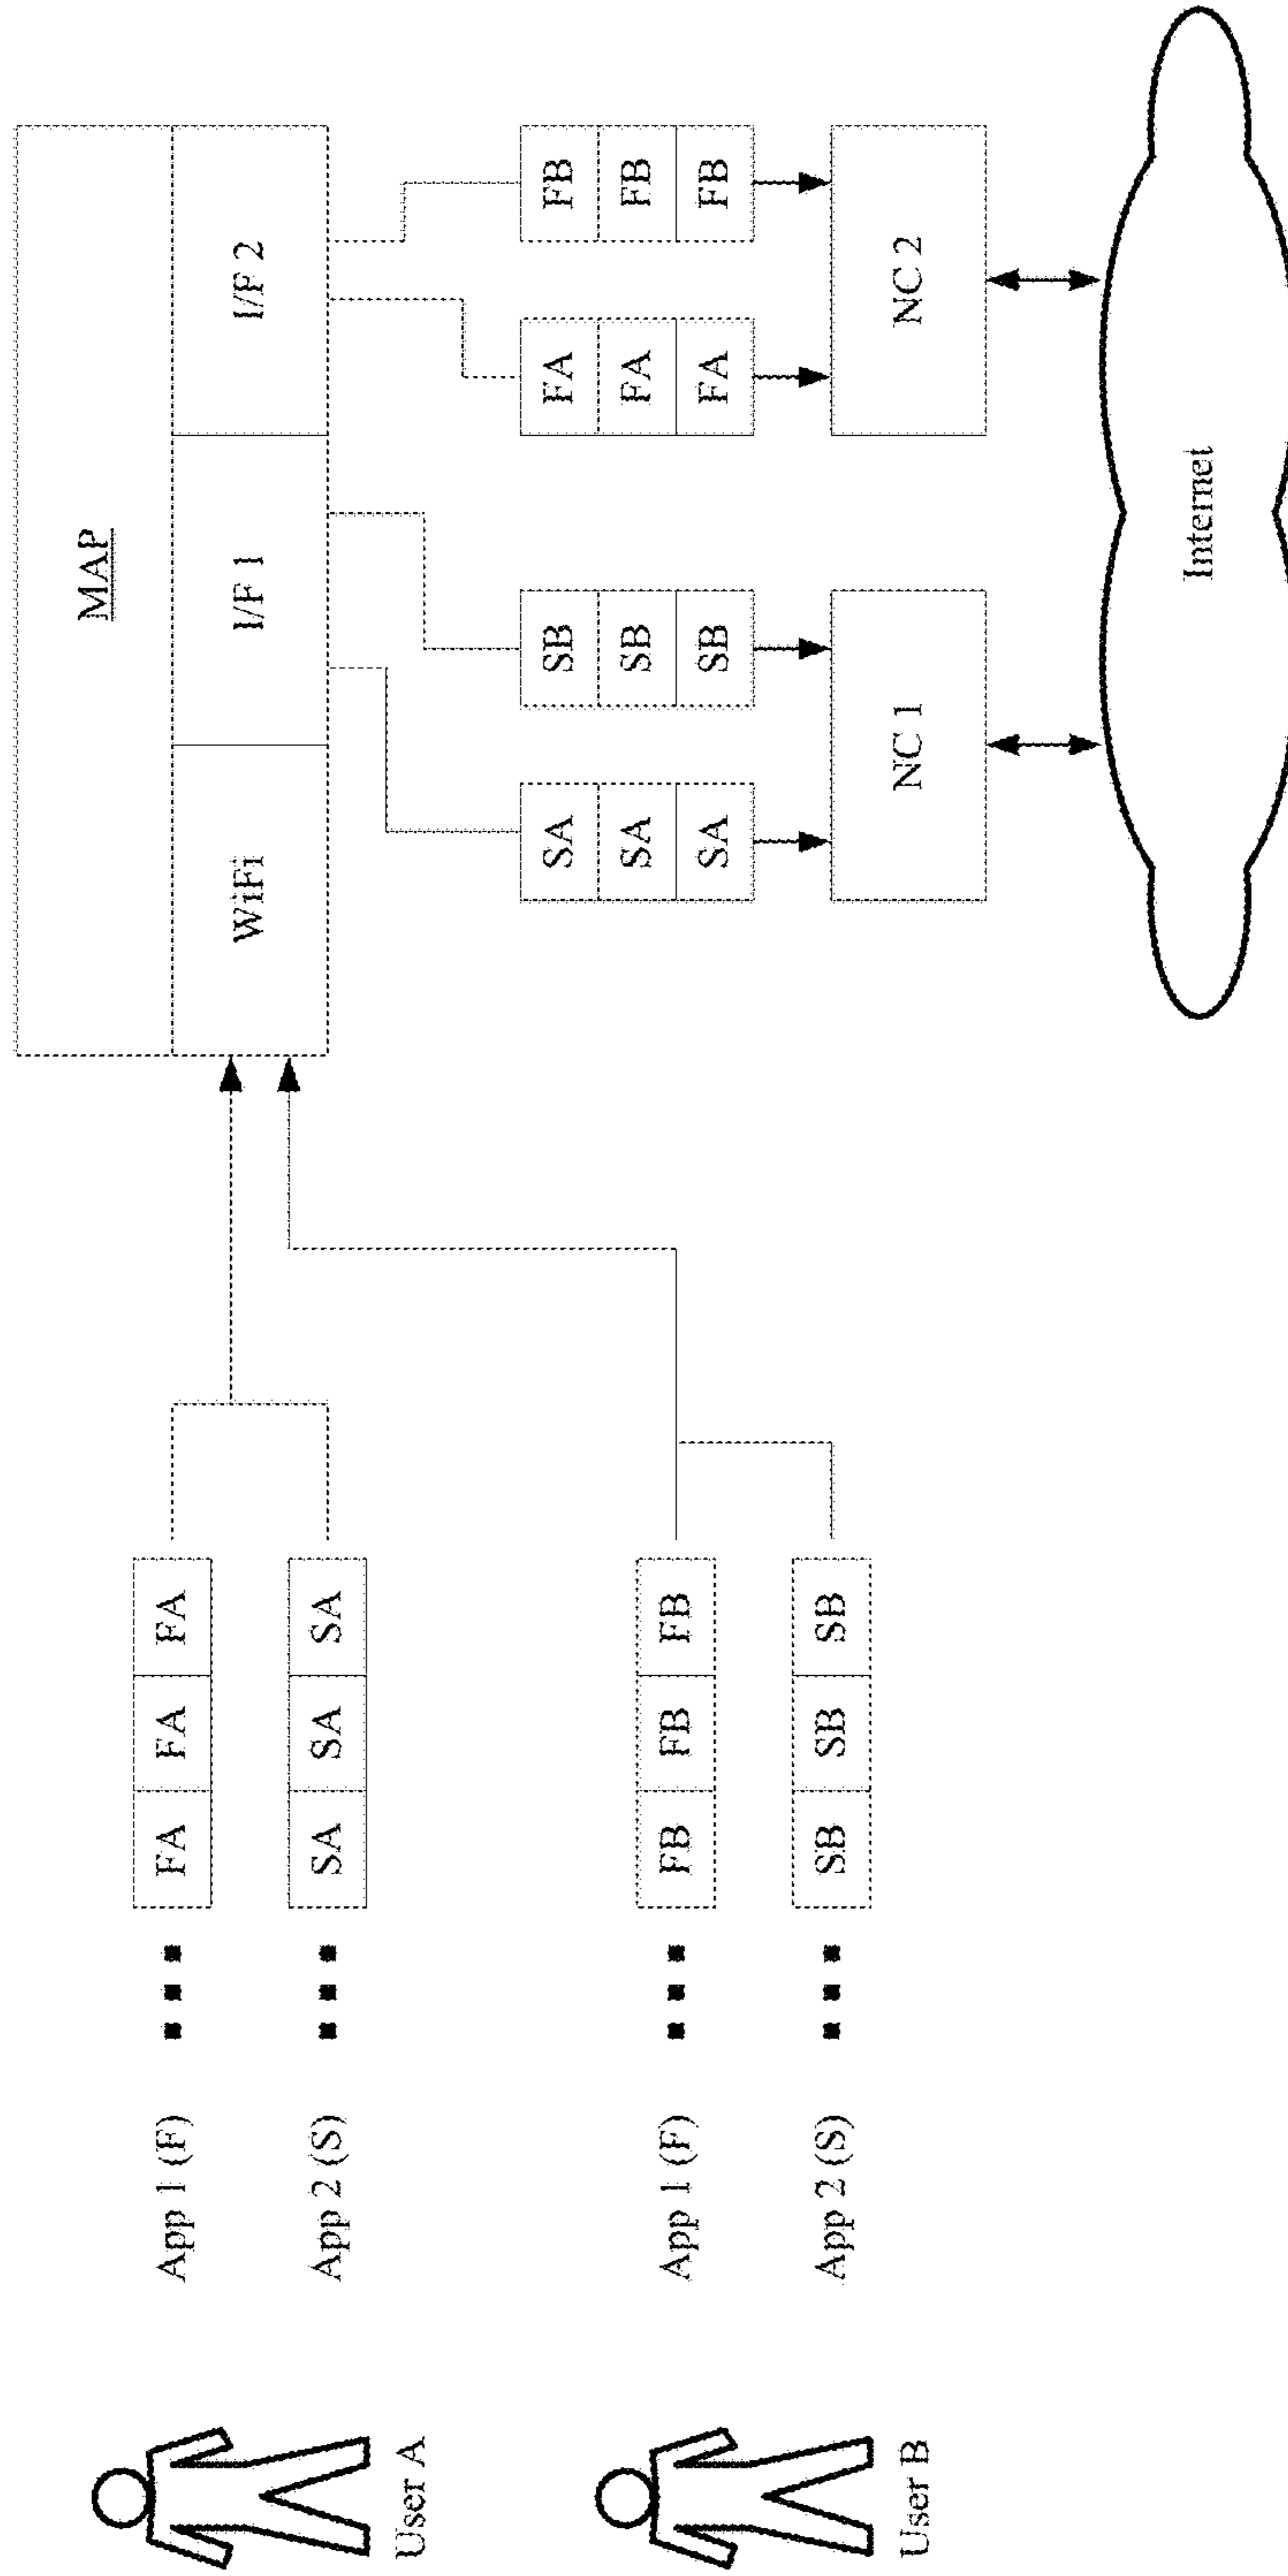 MAP
WiFi
I/F 1
I/F 2
App 1 (F)
FA
FA
FA
App 2 (S)
SA
SA
SA
User A
App 1 (F)
FB
FB
FB
App 2 (S)
SB
SB
SB
User B
SA
SB
FA
FB
SA
SB
FA
FB
SA
SB
FA
FB
NC 1
NC 2
Internet